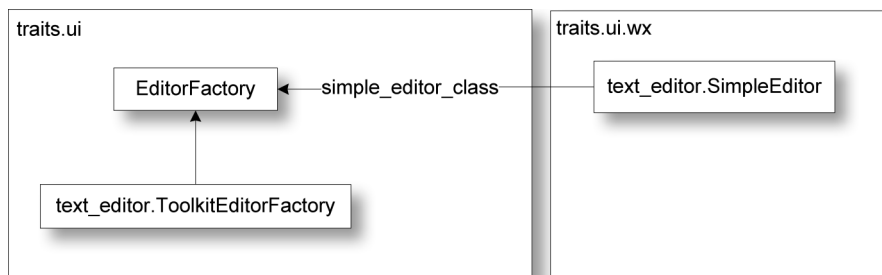 traits.ui
traits.ui.wx
EditorFactory
simple_editor_class
text_editor.SimpleEditor
text_editor.ToolkitEditorFactory